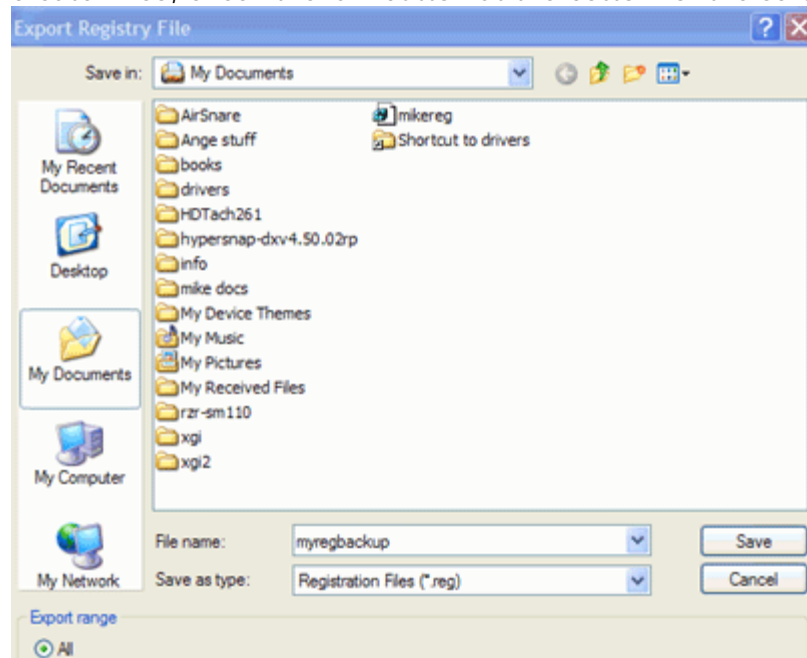 Export Registry File
Save in: My Documents
My Recent Documents
Desktop
My Documents
My Computer
My Network
AirSnare
Ange stuff
books
drivers
HDTach261
hypersnap-dxv4.50.02rp
info
mike docs
My Device Themes
My Music
My Pictures
My Received Files
rzr-sm110
xgi
xgi2
mikereg
Shortcut to drivers
File name: myregbackup Save
Save as type: Registration Files (*.reg) Cancel
Export range
All